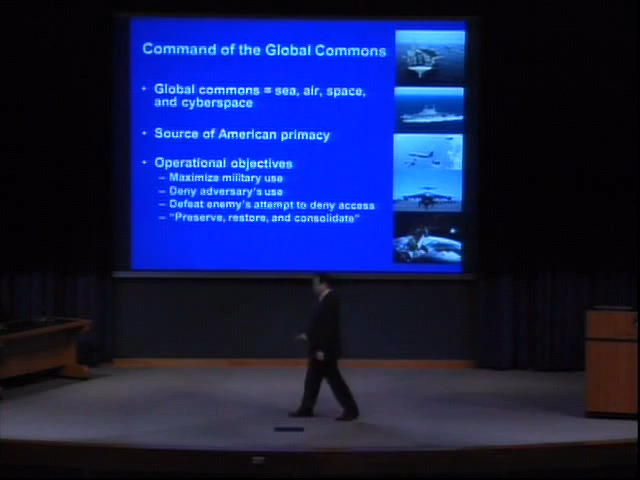 Command of the Global Commons
• Global commons = sea, air, space,
and cyberspace
• Source of American primacy
• Operational objectives
– Maximize military use
– Deny adversary's use
– Defeat enemy's attempt to deny access
– "Preserve, restore, and consolidate"